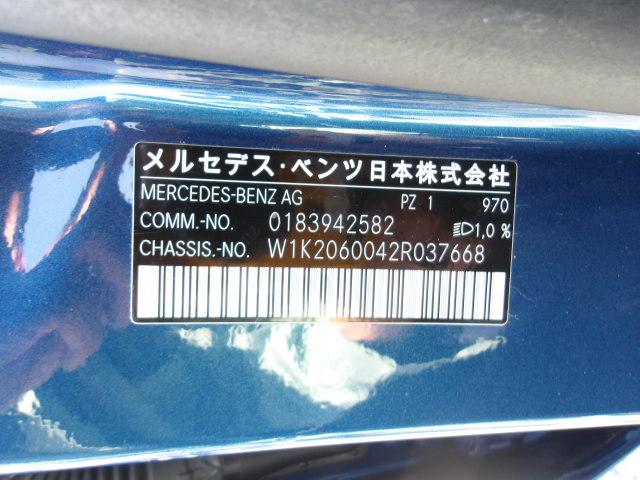 メルセデス・ベンツ日本株式会社
MERCEDES-BENZ AG PZ 1 970
COMM.-NO. 0183942582 1,0 %
CHASSIS.-NO. W1K2060042R037668